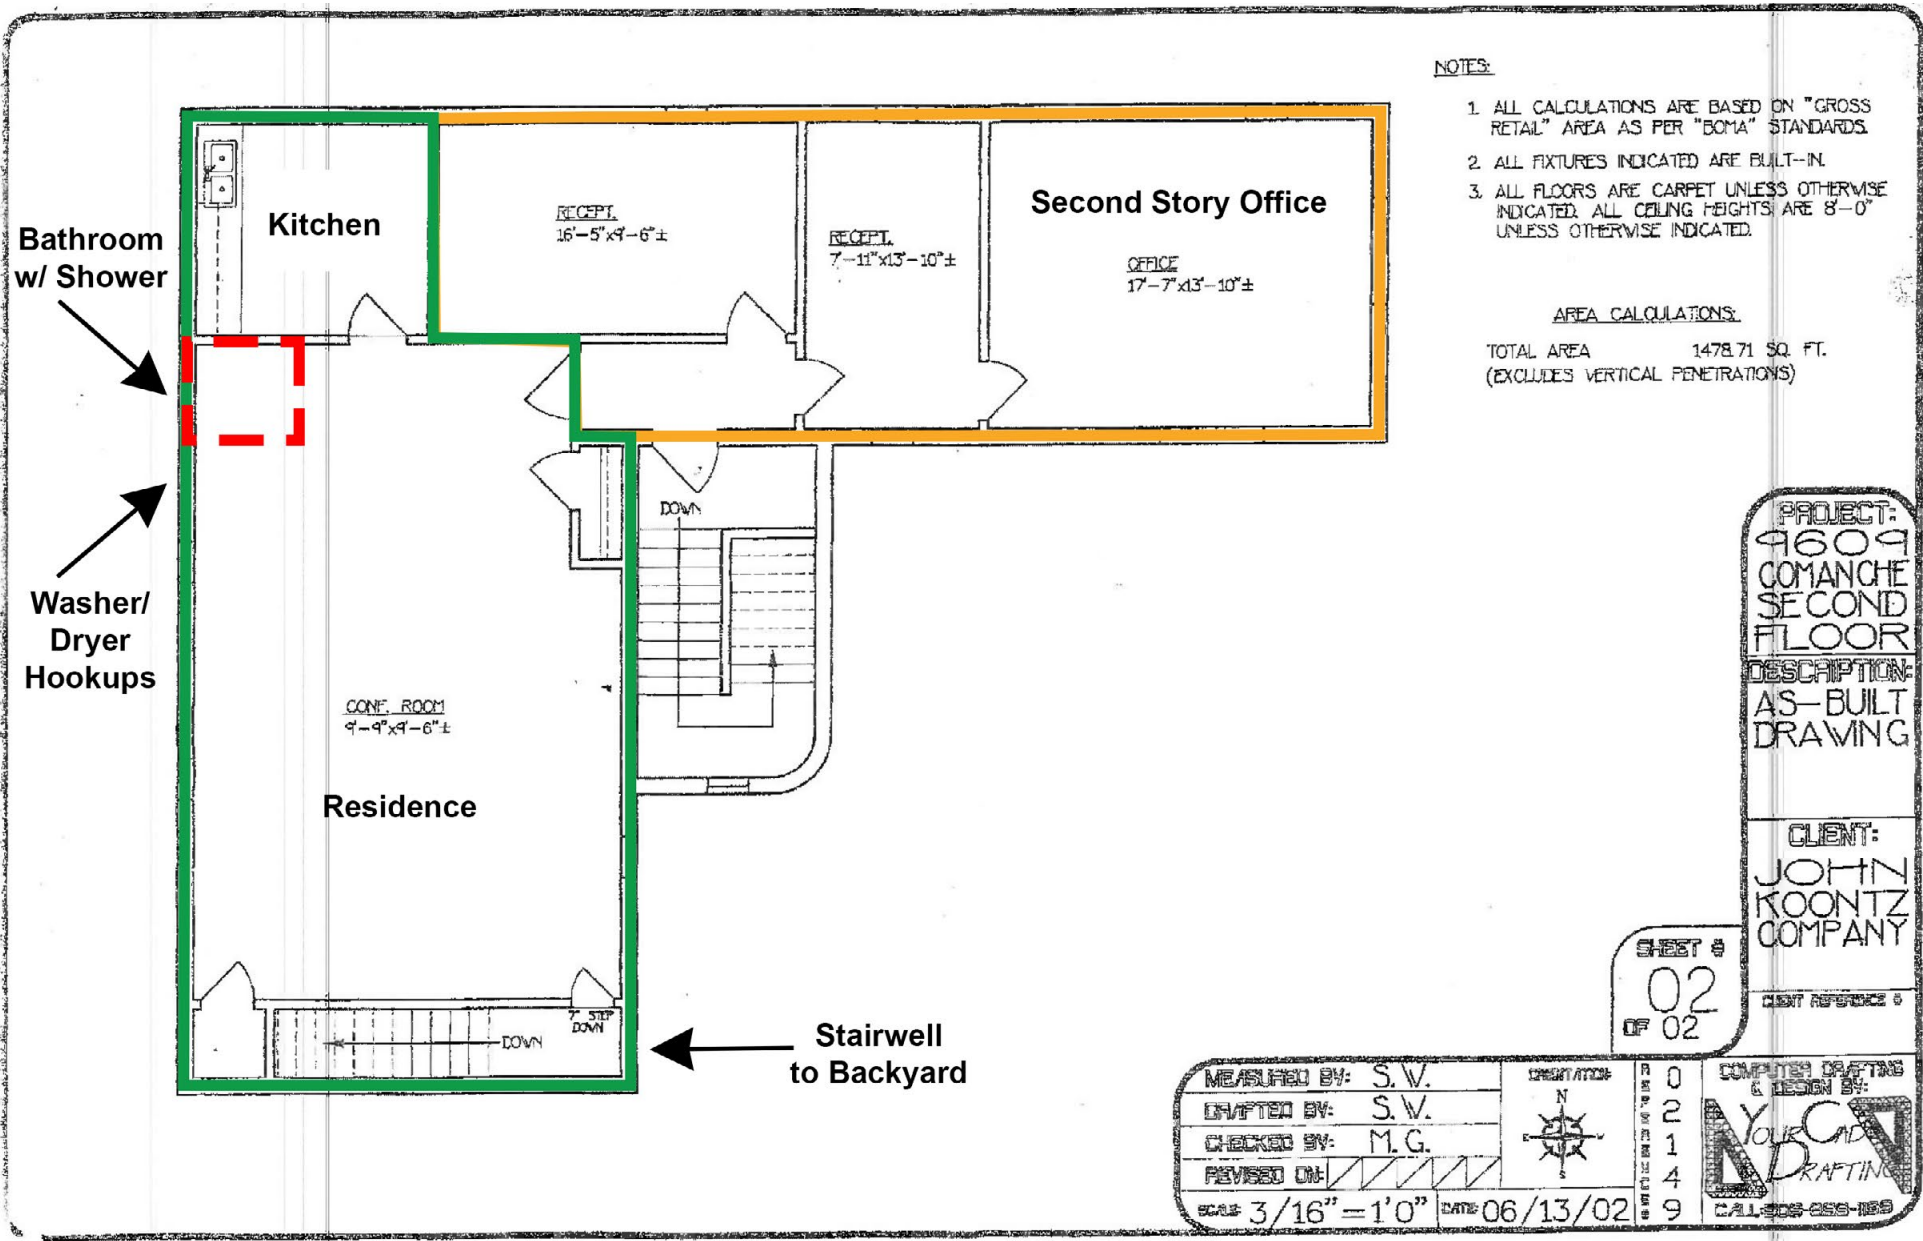 NOTES:
1. ALL CALCULATIONS ARE BASED ON "GROSS
RETAIL" AREA AS PER "BOMA" STANDARDS.
2. ALL FIXTURES INDICATED ARE BUILT-IN.
3. ALL FLOORS ARE CARPET UNLESS OTHERWISE
INDICATED. ALL CEILING HEIGHTS ARE 8'-0"
UNLESS OTHERWISE INDICATED.
AREA CALCULATIONS:
TOTAL AREA 1478.71 SQ. FT.
(EXCLUDES VERTICAL PENETRATIONS)
Kitchen
RECEPT.
16'-5"x9'-6"±
RECEPT.
7'-11"x13'-10"±
Second Story Office
OFFICE
17'-7"x13'-10"±
Bathroom
w/ Shower
Washer/
Dryer
Hookups
DOWN
CONF. ROOM
9'-9"x9'-6"±
Residence
7" STEP
DOWN
DOWN
Stairwell
to Backyard
PROJECT:
9609
COMANCHE
SECOND
FLOOR
DESCRIPTION:
AS-BUILT
DRAWING
CLIENT:
JOHN
KOONTZ
COMPANY
CLIENT REFERENCE #
SHEET #
02
OF 02
MEASURED BY: S.W.
DRAFTED BY: S.W.
CHECKED BY: M.G.
REVISED ON:
SCALE 3/16"=1'0"
DATE 06/13/02
ORIENTATION:
N
S
0
2
1
4
9
COMPUTER DRAFTING
& DESIGN BY:
YOUR CAD
DRAFTING
CALL: